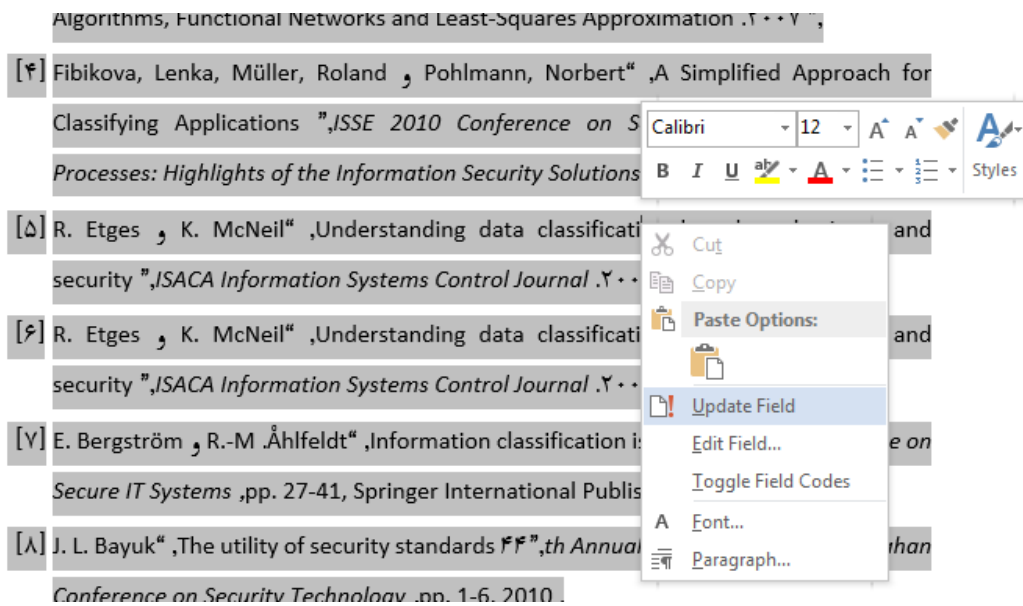 Algorithms, Functional Networks and Least-Squares Approximation .۲۰۰۷ ",
[۴] Fibikova, Lenka, Müller, Roland و Pohlmann, Norbert“ ,A Simplified Approach for
Classifying Applications ”,ISSE 2010 Conference on S
Processes: Highlights of the Information Security Solutions
[۵] R. Etges و K. McNeil“ ,Understanding data classificati and
security ”,ISACA Information Systems Control Journal .۲۰۰
[۶] R. Etges و K. McNeil“ ,Understanding data classificati and
security ”,ISACA Information Systems Control Journal .۲۰۰
[۷] E. Bergström و R.-M .Åhlfeldt“ ,Information classification is e on
Secure IT Systems ,pp. 27-41, Springer International Publis
[۸] J. L. Bayuk“ ,The utility of security standards ۴۴”,th Annual ahan
Conference on Security Technology ,pp. 1-6, 2010 .
Calibri 12 A A A
B I U aby A Styles
Cut
Copy
Paste Options:
Update Field
Edit Field...
Toggle Field Codes
A Font...
Paragraph...